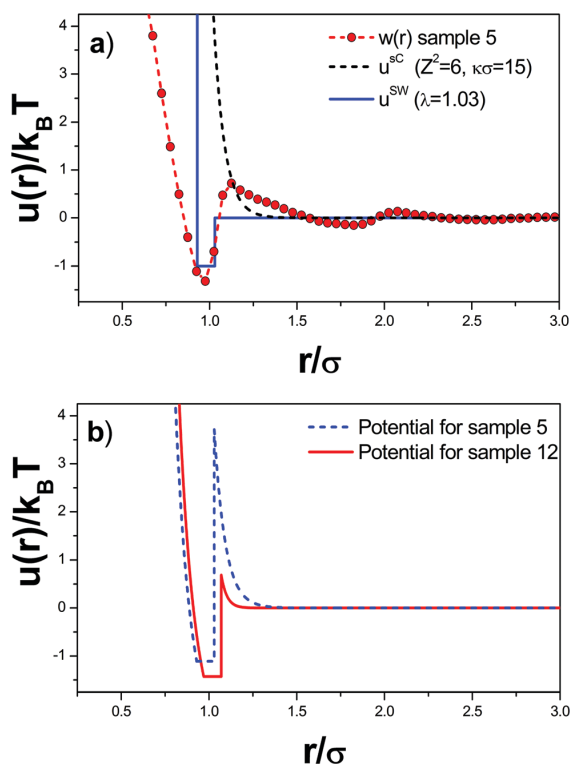 a)
w(r) sample 5
u^sC (Z^2=6, κσ=15)
u^SW (λ=1.03)
u(r)/k_BT
4
3
2
1
0
-1
0.5 1.0 1.5 2.0 2.5 3.0
r/σ
b)
Potential for sample 5
Potential for sample 12
u(r)/k_BT
4
3
2
1
0
-1
0.5 1.0 1.5 2.0 2.5 3.0
r/σ